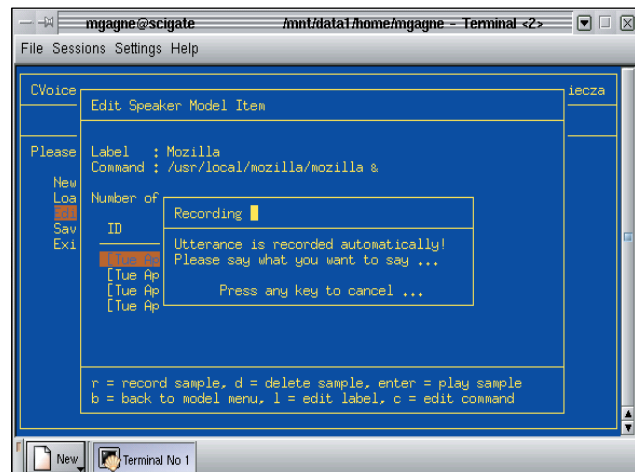 mgagne@scigate /mnt/data1/home/mgagne - Terminal <2>
File Sessions Settings Help
CVoice
iecza
Edit Speaker Model Item
Please
Label : Mozilla
Command : /usr/local/mozilla/mozilla &
New
Loa
Number of
Edi
Recording
Sav
ID
Exi
Utterance is recorded automatically!
[Tue Ap
Please say what you want to say ...
[Tue Ap
[Tue Ap
Press any key to cancel ...
[Tue Ap
r = record sample, d = delete sample, enter = play sample
b = back to model menu, l = edit label, c = edit command
New
Terminal No 1